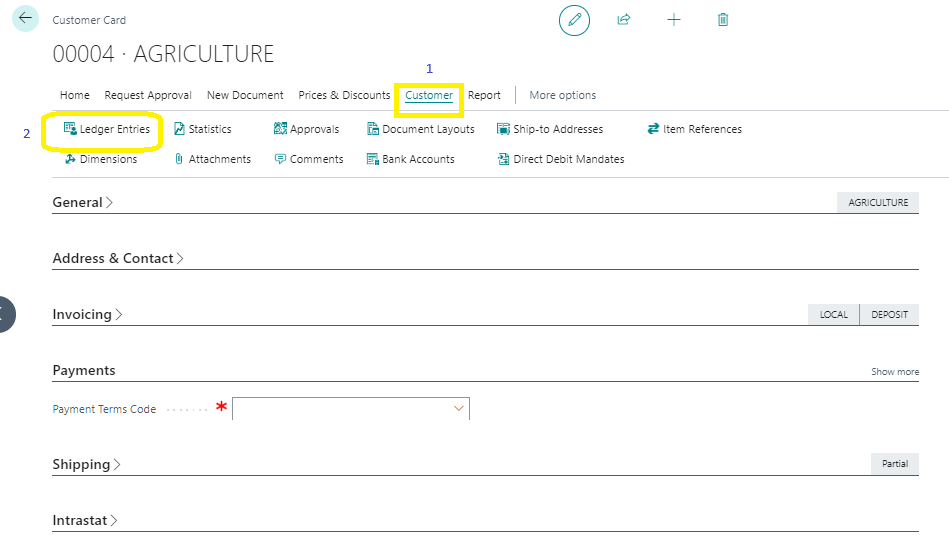 Customer Card
00004 · AGRICULTURE
1
Home Request Approval New Document Prices & Discounts Customer Report More options
2 Ledger Entries Statistics Approvals Document Layouts Ship-to Addresses Item References
Dimensions Attachments Comments Bank Accounts Direct Debit Mandates
General AGRICULTURE
Address & Contact
Invoicing LOCAL DEPOSIT
Payments Show more
Payment Terms Code · · · · · · · *
Shipping Partial
Intrastat